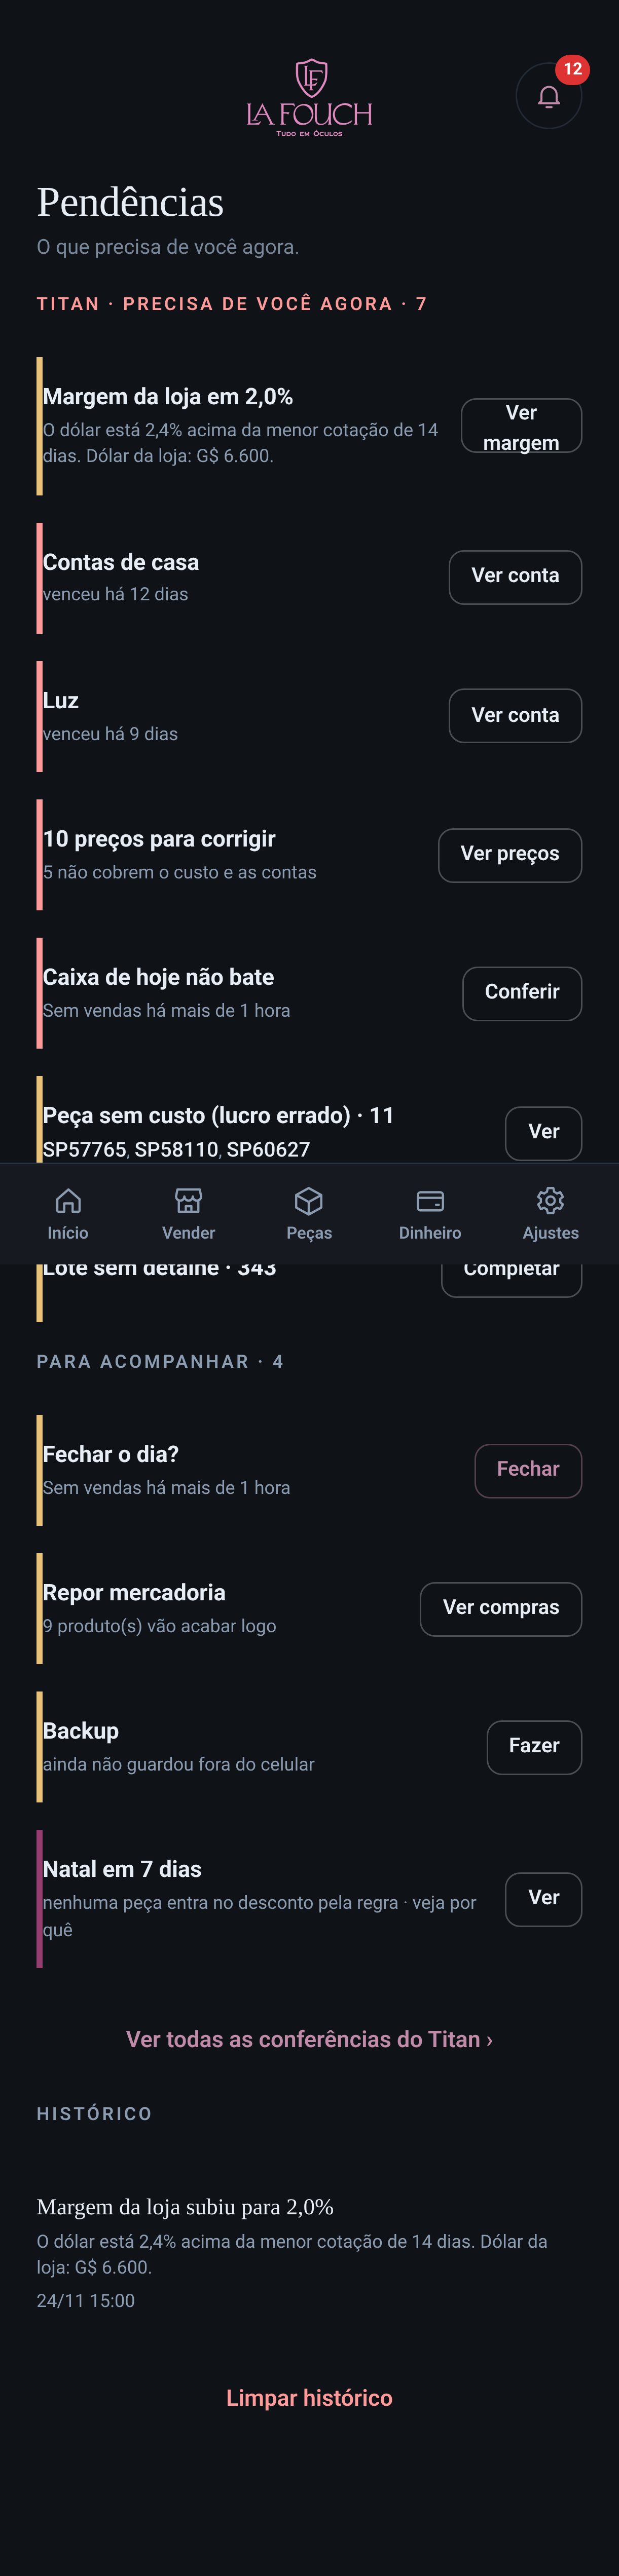 LF
LA FOUCH
TUDO EM ÓCULOS
12
Pendências
O que precisa de você agora.
TITAN · PRECISA DE VOCÊ AGORA · 7
Margem da loja em 2,0%
O dólar está 2,4% acima da menor cotação de 14
dias. Dólar da loja: G$ 6.600.
Ver
margem
Contas de casa
venceu há 12 dias
Ver conta
Luz
venceu há 9 dias
Ver conta
10 preços para corrigir
5 não cobrem o custo e as contas
Ver preços
Caixa de hoje não bate
Sem vendas há mais de 1 hora
Conferir
Peça sem custo (lucro errado) · 11
SP57765, SP58110, SP60627
Ver
Início
Vender
Peças
Dinheiro
Ajustes
Lote sem detalhe · 343
Completar
PARA ACOMPANHAR · 4
Fechar o dia?
Sem vendas há mais de 1 hora
Fechar
Repor mercadoria
9 produto(s) vão acabar logo
Ver compras
Backup
ainda não guardou fora do celular
Fazer
Natal em 7 dias
nenhuma peça entra no desconto pela regra · veja por
quê
Ver
Ver todas as conferências do Titan ›
HISTÓRICO
Margem da loja subiu para 2,0%
O dólar está 2,4% acima da menor cotação de 14 dias. Dólar da
loja: G$ 6.600.
24/11 15:00
Limpar histórico